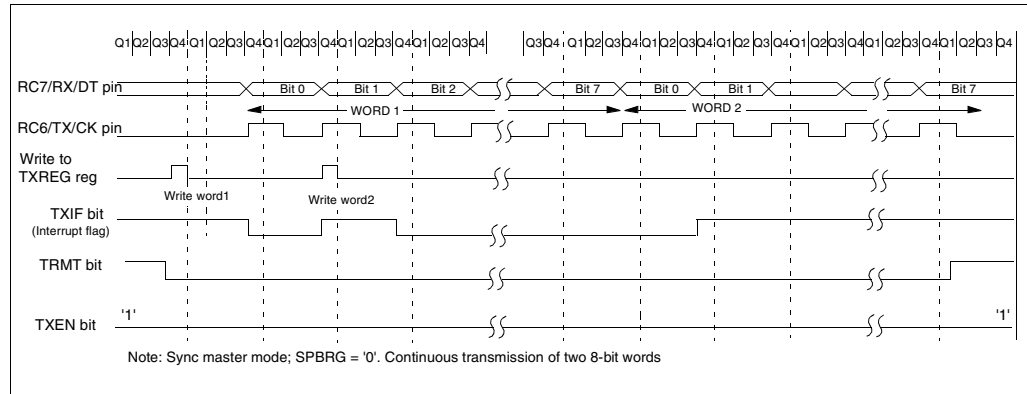 Q1 Q2 Q3 Q4 Q1 Q2 Q3 Q4 Q1 Q2 Q3 Q4 Q1 Q2 Q3 Q4 Q1 Q2 Q3 Q4 Q3 Q4 Q1 Q2 Q3 Q4 Q1 Q2 Q3 Q4 Q1 Q2 Q3 Q4 Q1 Q2 Q3 Q4 Q1 Q2 Q3 Q4 Q1 Q2 Q3 Q4
RC7/RX/DT pin Bit 0 Bit 1 Bit 2 Bit 7 Bit 0 Bit 1 Bit 7
WORD 1 WORD 2
RC6/TX/CK pin
Write to
TXREG reg
Write word1 Write word2
TXIF bit
(Interrupt flag)
TRMT bit
TXEN bit '1' '1'
Note: Sync master mode; SPBRG = '0'. Continuous transmission of two 8-bit words